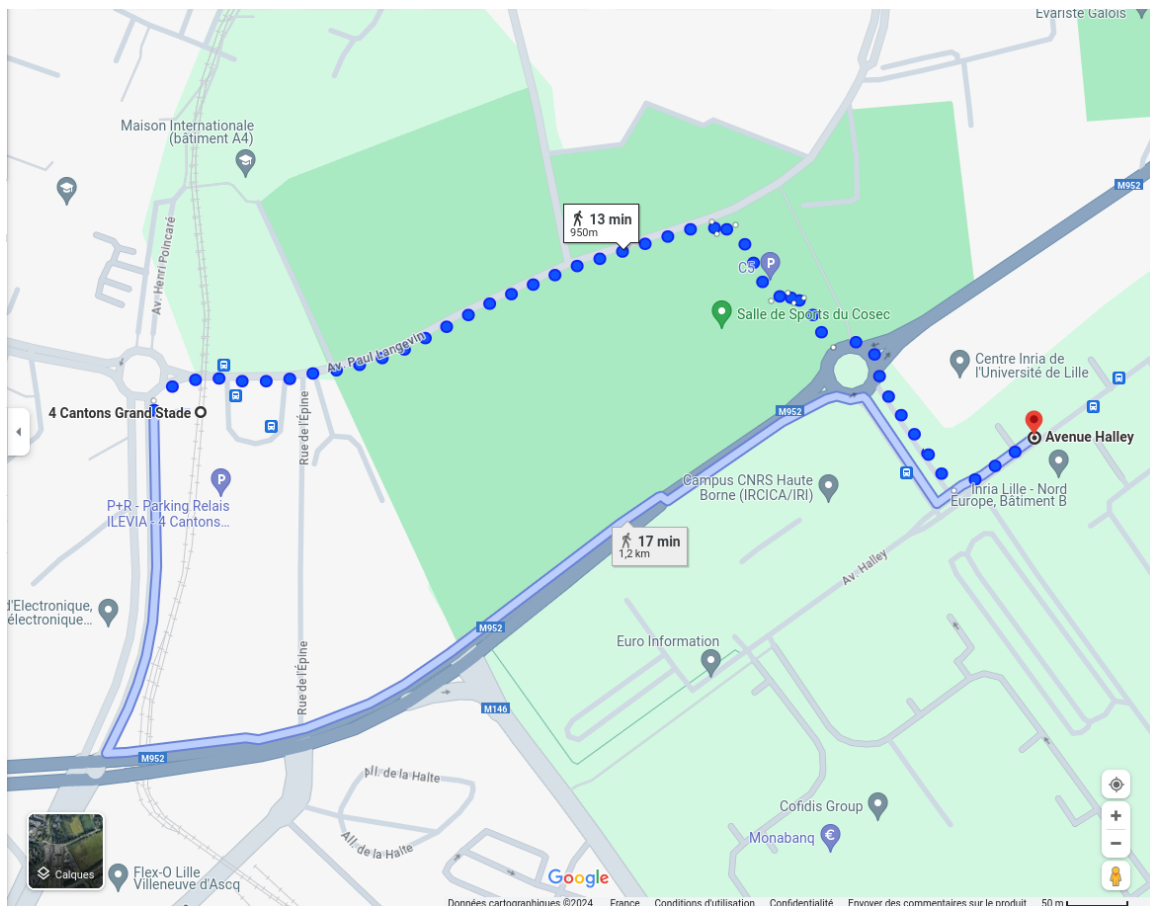 Evariste Galois
Maison Internationale
(bâtiment A4)
M952
Av. Henri Poincaré
13 min
950m
C5
P
Salle de Sports du Cosec
Av. Paul Langevin
Centre Inria de
l'Université de Lille
4 Cantons Grand Stade
Rue de l'Épine
M952
Avenue Halley
P
P+R - Parking Relais
ILEVIA - 4 Cantons...
Campus CNRS Haute
Borne (IRCICA/IRI)
Inria Lille - Nord
Europe, Bâtiment B
17 min
1,2 km
Av. Halley
d'Electronique,
électronique...
M952
Euro Information
Rue de l'Épine
M146
M952
All. de la Halte
Cofidis Group
All. de la Halte
Monabanq
€
Calques
Flex-O Lille
Villeneuve d'Ascq
Google
Données cartographiques ©2024 France Conditions d'utilisation Confidentialité Envoyer des commentaires sur le produit 50 m